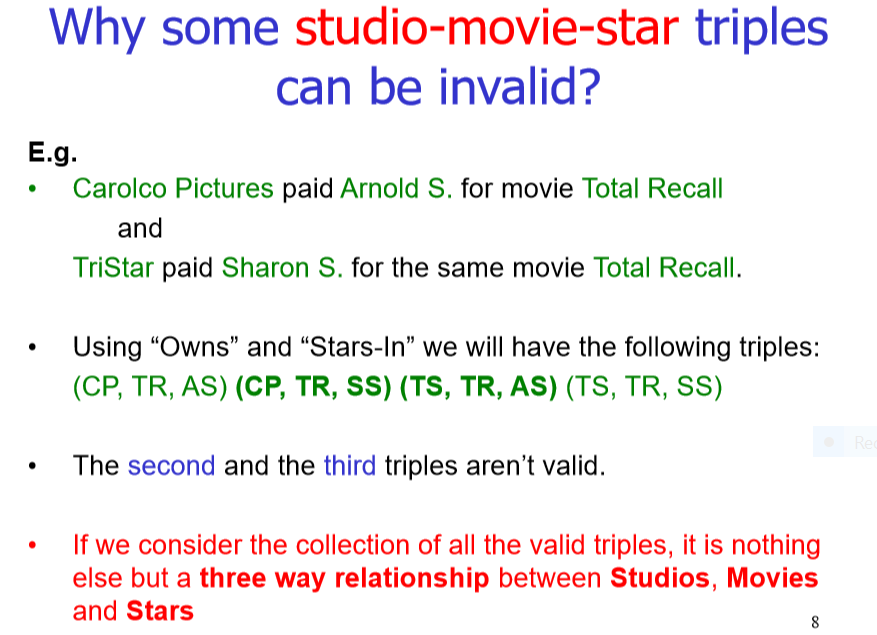 Why some studio-movie-star triples
can be invalid?
E.g.
• Carolco Pictures paid Arnold S. for movie Total Recall
and
TriStar paid Sharon S. for the same movie Total Recall.
• Using “Owns” and “Stars-In” we will have the following triples:
(CP, TR, AS) (CP, TR, SS) (TS, TR, AS) (TS, TR, SS)
• The second and the third triples aren’t valid.
• If we consider the collection of all the valid triples, it is nothing
else but a three way relationship between Studios, Movies
and Stars
8